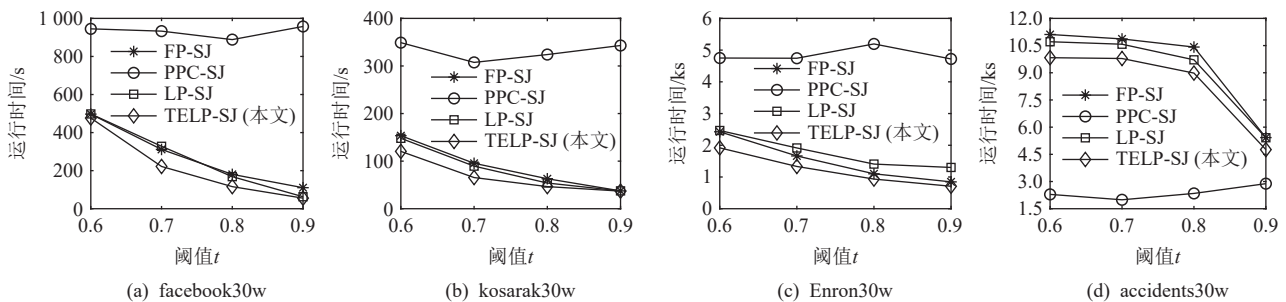 1 000
800
600
400
200
0
运行时间/s
FP-SJ
PPC-SJ
LP-SJ
TELP-SJ (本文)
0.6 0.7 0.8 0.9
阈值t
(a) facebook30w
400
300
200
100
0
运行时间/s
FP-SJ
PPC-SJ
LP-SJ
TELP-SJ (本文)
0.6 0.7 0.8 0.9
阈值t
(b) kosarak30w
6
5
4
3
2
1
0
运行时间/ks
FP-SJ
PPC-SJ
LP-SJ
TELP-SJ (本文)
0.6 0.7 0.8 0.9
阈值t
(c) Enron30w
12.0
10.5
9.0
7.5
6.0
4.5
3.0
1.5
运行时间/ks
FP-SJ
PPC-SJ
LP-SJ
TELP-SJ (本文)
0.6 0.7 0.8 0.9
阈值t
(d) accidents30w